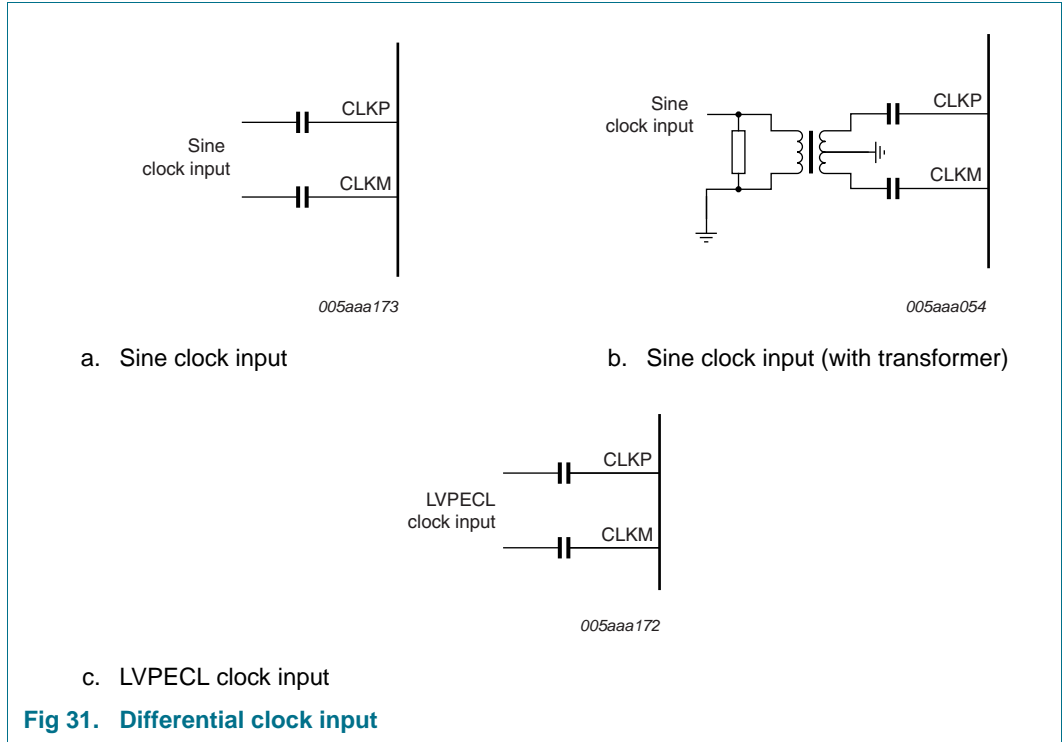 Sine
clock input
CLKP
CLKM
005aaa173
a. Sine clock input
Sine
clock input
CLKP
CLKM
005aaa054
b. Sine clock input (with transformer)
LVPECL
clock input
CLKP
CLKM
005aaa172
c. LVPECL clock input
Fig 31. Differential clock input